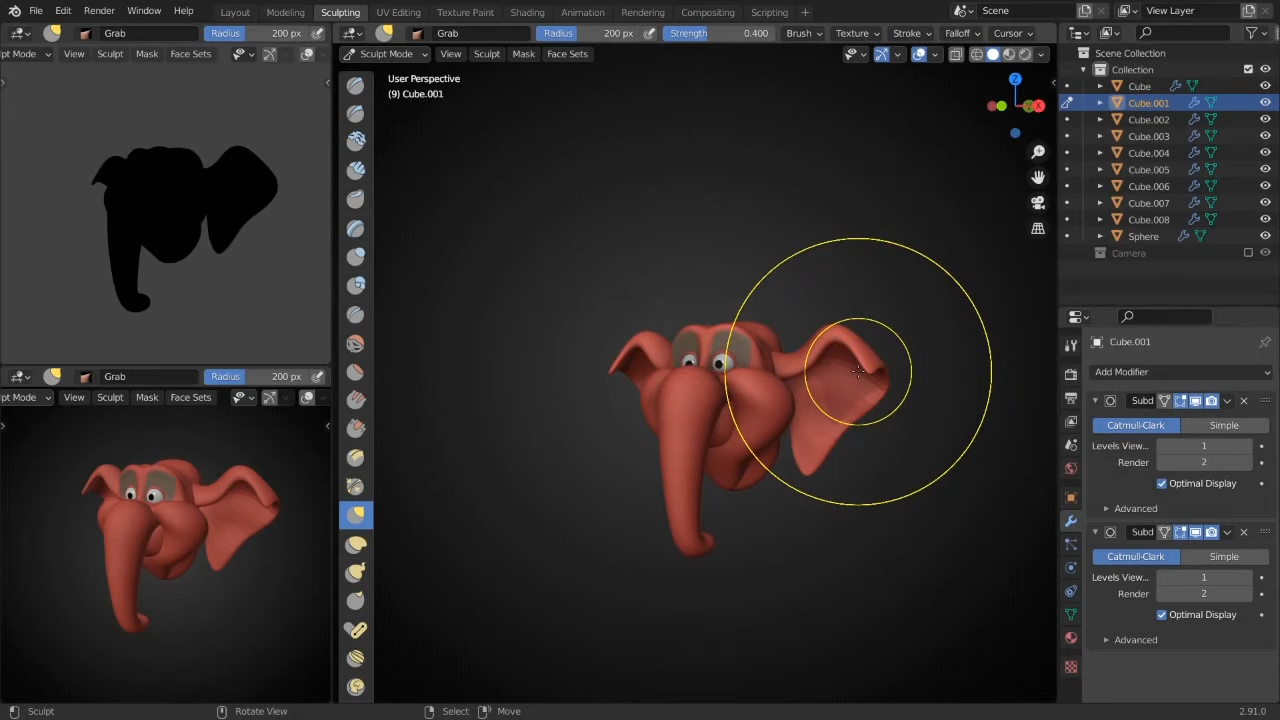 File Edit Render Window Help Layout Modeling Sculpting UV Editing Texture Paint Shading Animation Rendering Compositing Scripting + Scene View Layer
Grab Radius 200 px
pt Mode View Sculpt Mask Face Sets
Grab Radius 200 px Strength 0.400 Brush Texture Stroke Falloff Cursor
Sculpt Mode View Sculpt Mask Face Sets
User Perspective
(9) Cube.001
Z
Y
X
Scene Collection
Collection
Cube
Cube.001
Cube.002
Cube.003
Cube.004
Cube.005
Cube.006
Cube.007
Cube.008
Sphere
Camera
Cube.001
Add Modifier
Subd
Catmull-Clark Simple
Levels View... 1
Render 2
Optimal Display
Advanced
Subd
Catmull-Clark Simple
Levels View... 1
Render 2
Optimal Display
Advanced
Grab Radius 200 px
pt Mode View Sculpt Mask Face Sets
Sculpt Rotate View Select Move 2.91.0